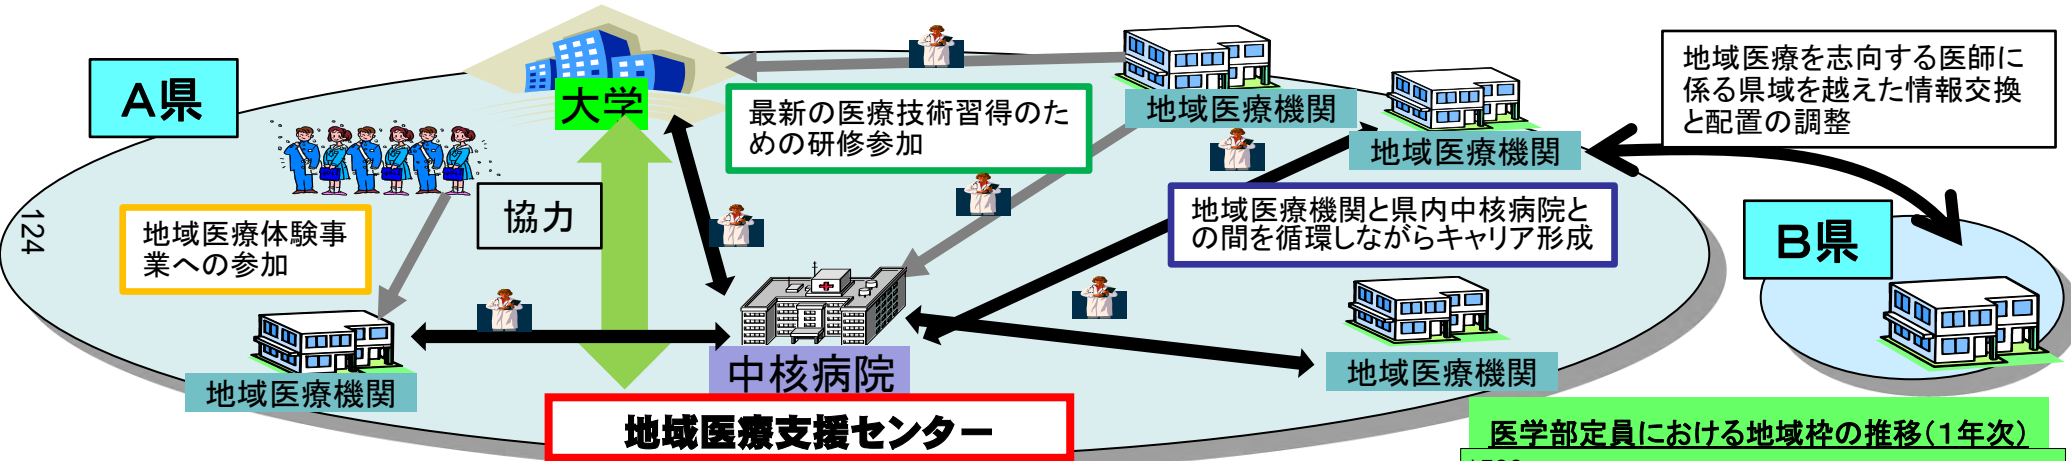 A県
大学
最新の医療技術習得のた
めの研修参加
地域医療機関
地域医療機関
地域医療を志向する医師に
係る県域を越えた情報交換
と配置の調整
協力
地域医療体験事
業への参加
124
地域医療機関と県内中核病院と
の間を循環しながらキャリア形成
B県
中核病院
地域医療機関
地域医療機関
地域医療支援センター
医学部定員における地域枠の推移(1年次)